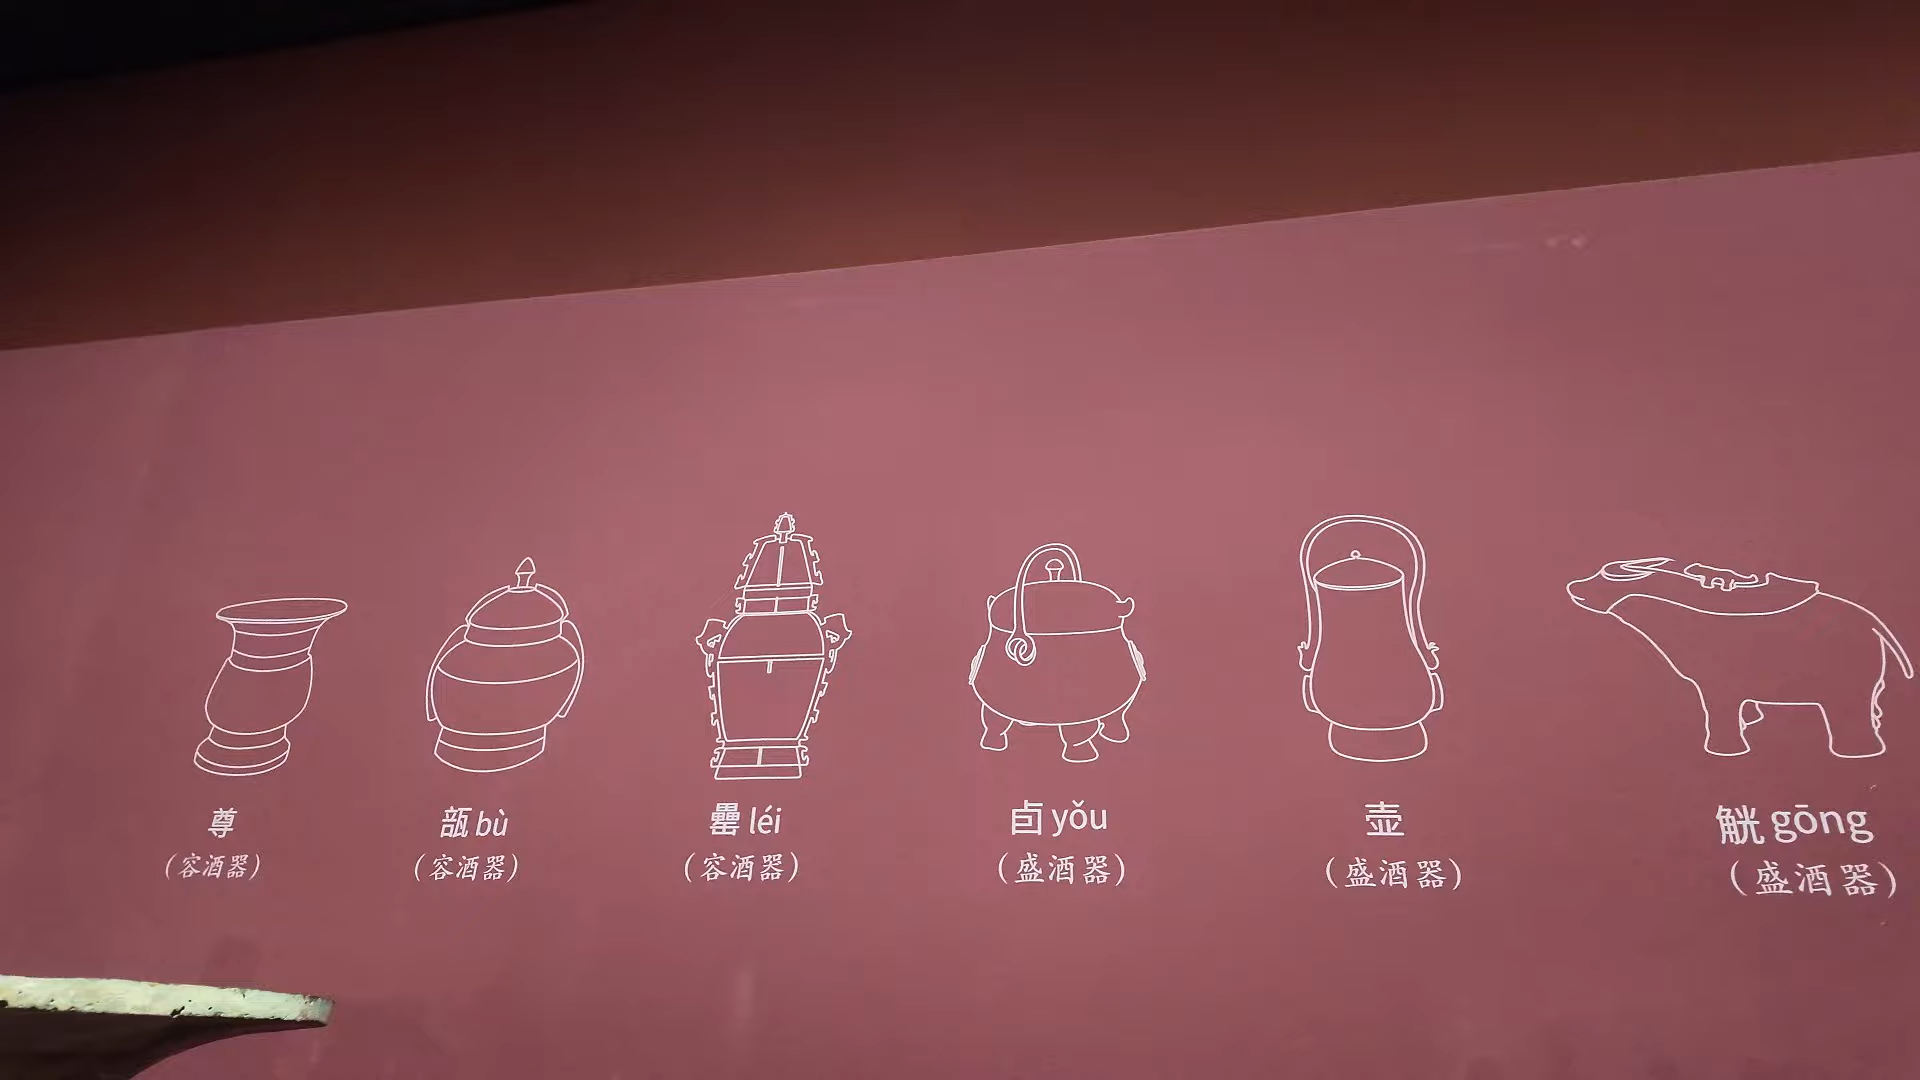 尊
（容酒器）
瓿 bù
（容酒器）
罍 léi
（容酒器）
卣 yǒu
（盛酒器）
壶
（盛酒器）
觥 gōng
（盛酒器）